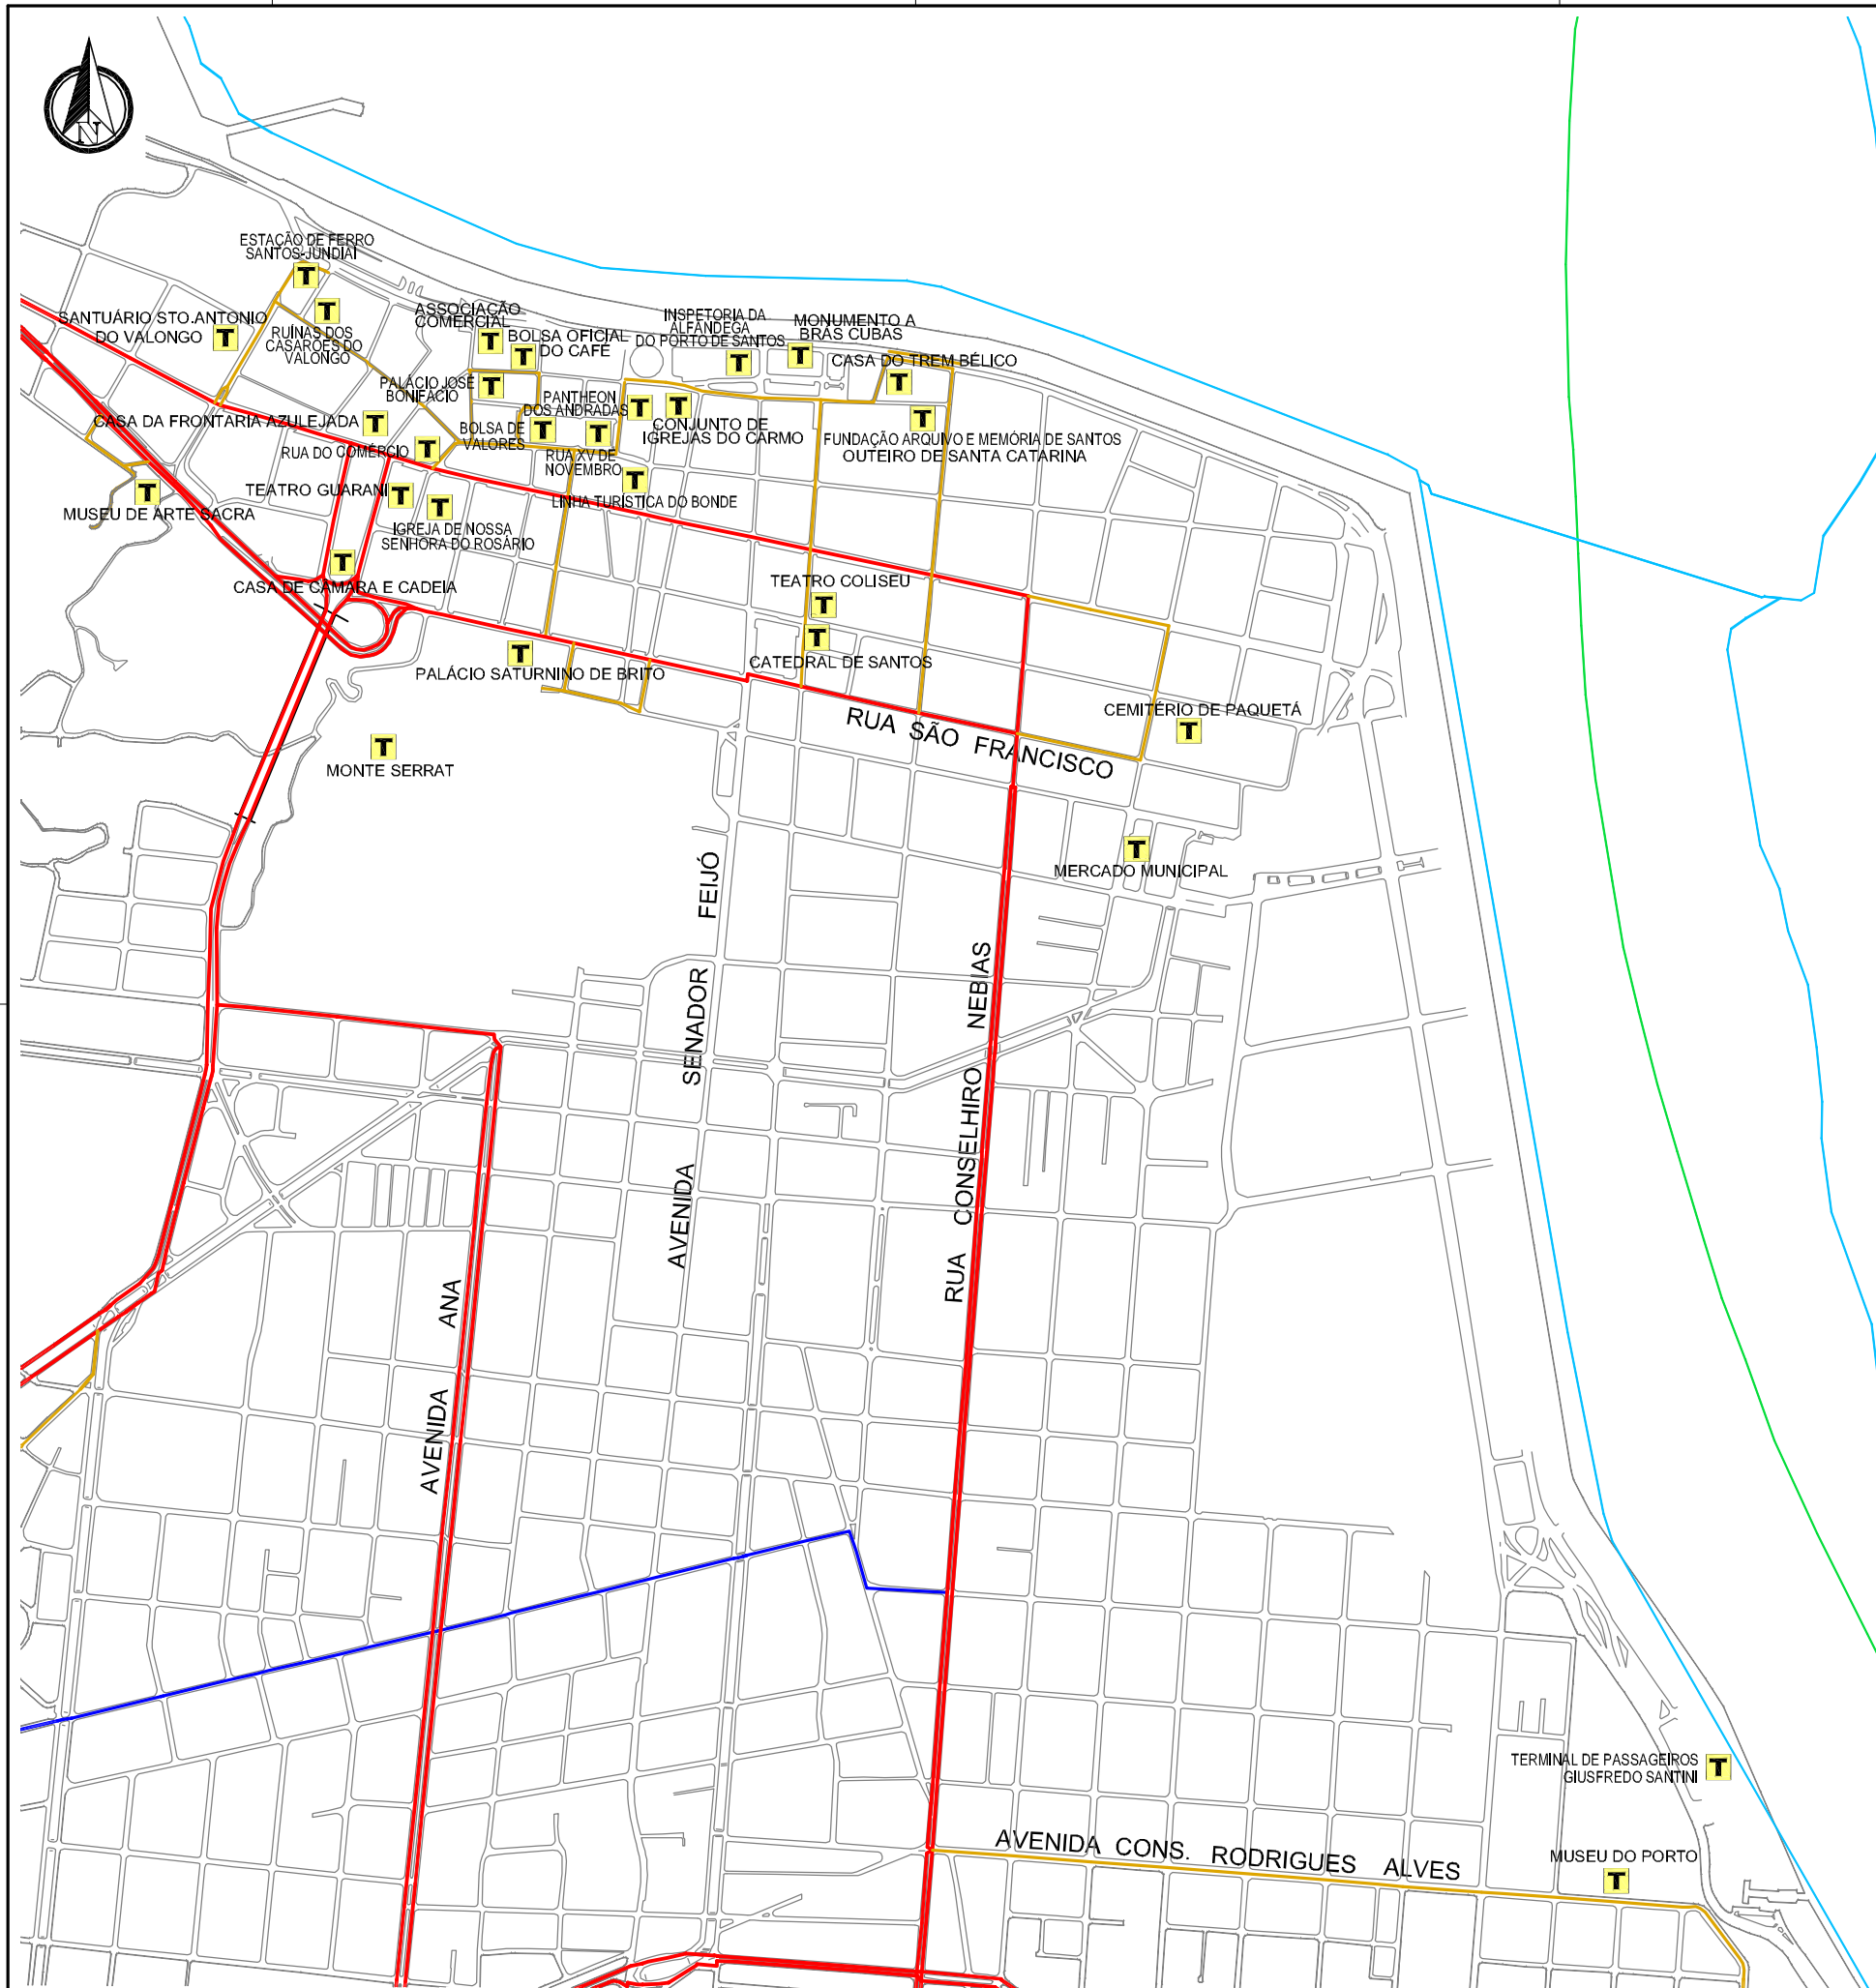 N
ESTAÇÃO DE FERRO
SANTOS-JUNDIAÍ
SANTUÁRIO STO.ANTONIO
DO VALONGO
RUÍNAS DOS
CASARÕES DO
VALONGO
ASSOCIAÇÃO
COMERCIAL
BOLSA OFICIAL
DO CAFÉ
INSPETORIA DA
ALFÂNDEGA
DO PORTO DE SANTOS
MONUMENTO A
BRÁS CUBAS
CASA DO TREM BÉLICO
PALÁCIO JOSÉ
BONIFÁCIO
PANTHEON
DOS ANDRADAS
CASA DA FRONTARIA AZULEJADA
BOLSA DE
VALORES
CONJUNTO DE
IGREJAS DO CARMO
FUNDAÇÃO ARQUIVO E MEMÓRIA DE SANTOS
OUTEIRO DE SANTA CATARINA
RUA DO COMÉRCIO
RUA XV DE
NOVEMBRO
TEATRO GUARANI
LINHA TURÍSTICA DO BONDE
MUSEU DE ARTE SACRA
IGREJA DE NOSSA
SENHORA DO ROSÁRIO
CASA DE CÂMARA E CADEIA
TEATRO COLISEU
PALÁCIO SATURNINO DE BRITO
CATEDRAL DE SANTOS
CEMITÉRIO DE PAQUETÁ
RUA SÃO FRANCISCO
MONTE SERRAT
MERCADO MUNICIPAL
AVENIDA SENADOR FEIJÓ
RUA CONSELHIRO NEBIAS
AVENIDA ANA
TERMINAL DE PASSAGEIROS
GIUSFREDO SANTINI
AVENIDA CONS. RODRIGUES ALVES
MUSEU DO PORTO